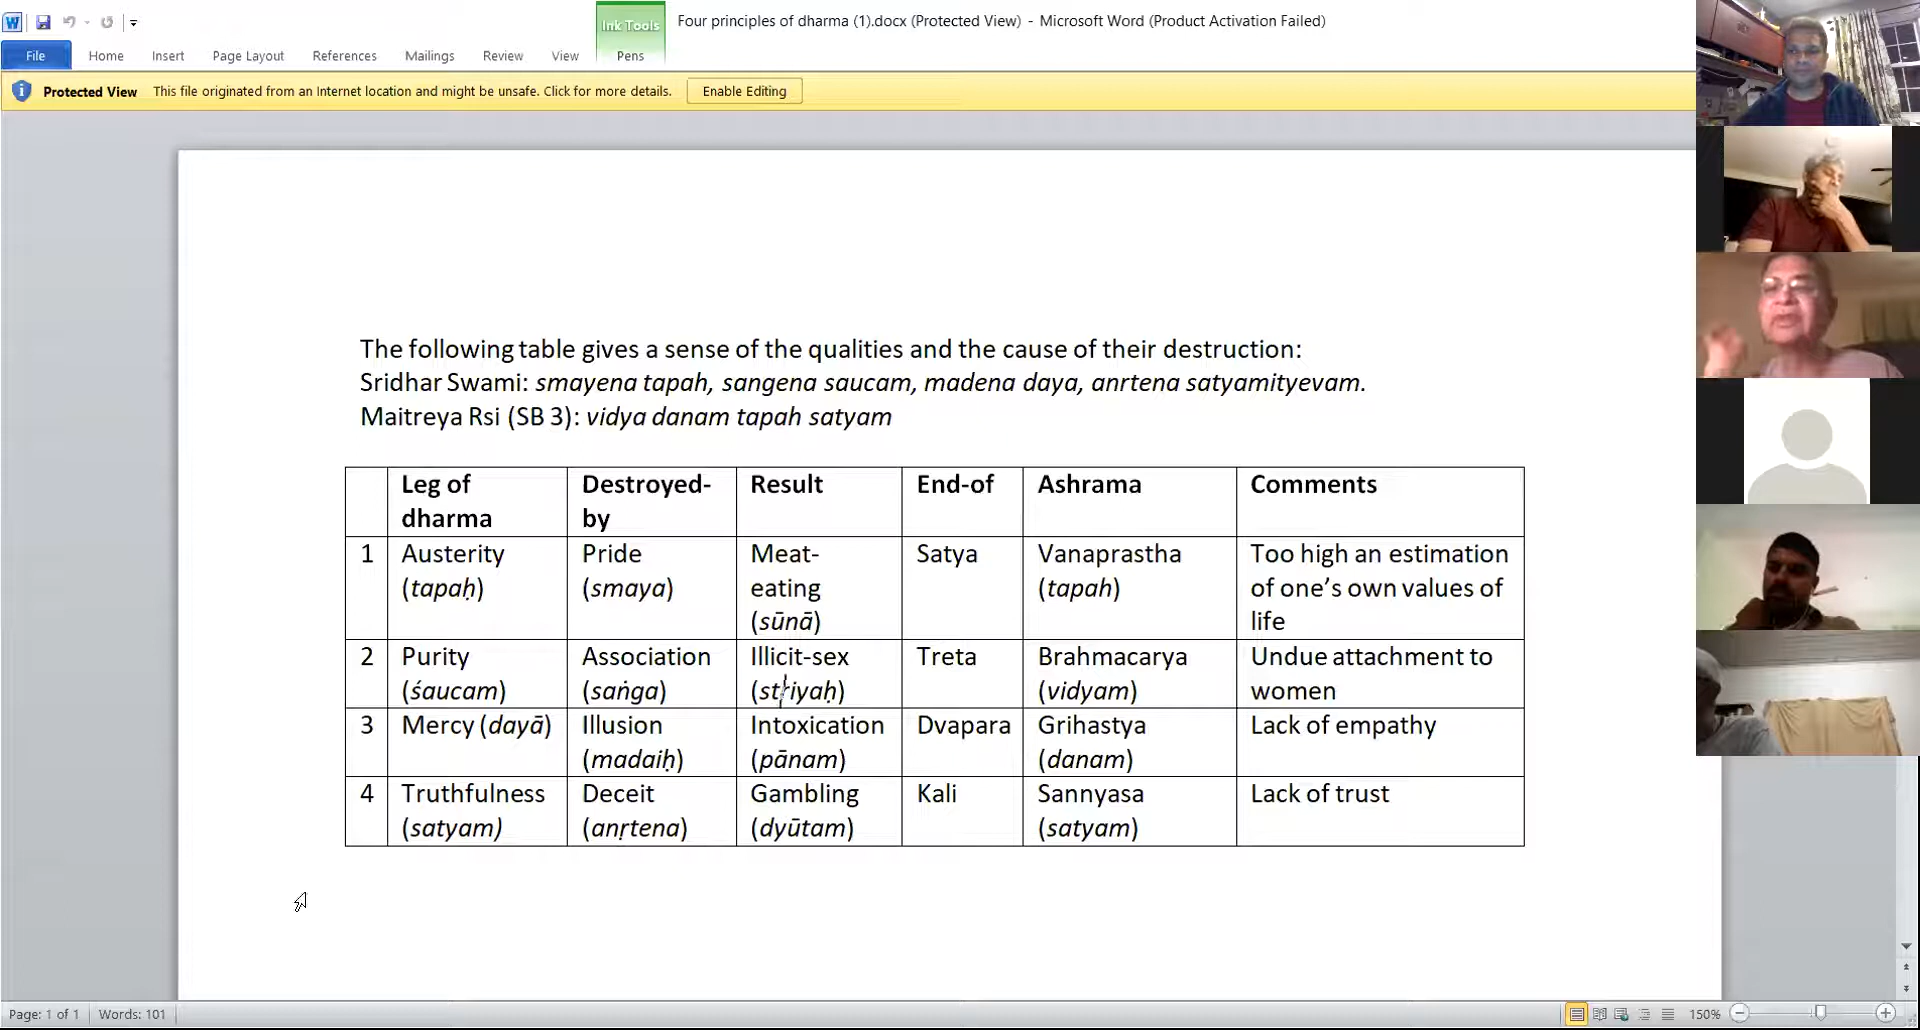 Ink Tools
Four principles of dharma (1).docx (Protected View) - Microsoft Word (Product Activation Failed)
File Home Insert Page Layout References Mailings Review View Pens
Protected View This file originated from an Internet location and might be unsafe. Click for more details. Enable Editing
The following table gives a sense of the qualities and the cause of their destruction:
Sridhar Swami: smayena tapah, sangena saucam, madena daya, anrtena satyamityevam.
Maitreya Rsi (SB 3): vidya danam tapah satyam
Leg of Destroyed- Result End-of Ashrama Comments
dharma by
1 Austerity Pride Meat- Satya Vanaprastha Too high an estimation
(tapaḥ) (smaya) eating (tapah) of one’s own values of
(sūnā) life
2 Purity Association Illicit-sex Treta Brahmacarya Undue attachment to
(śaucam) (saṅga) (striyaḥ) (vidyam) women
3 Mercy (dayā) Illusion Intoxication Dvapara Grihastya Lack of empathy
(madaiḥ) (pānam) (danam)
4 Truthfulness Deceit Gambling Kali Sannyasa Lack of trust
(satyam) (anṛtena) (dyūtam) (satyam)
Page: 1 of 1 Words: 101 150%